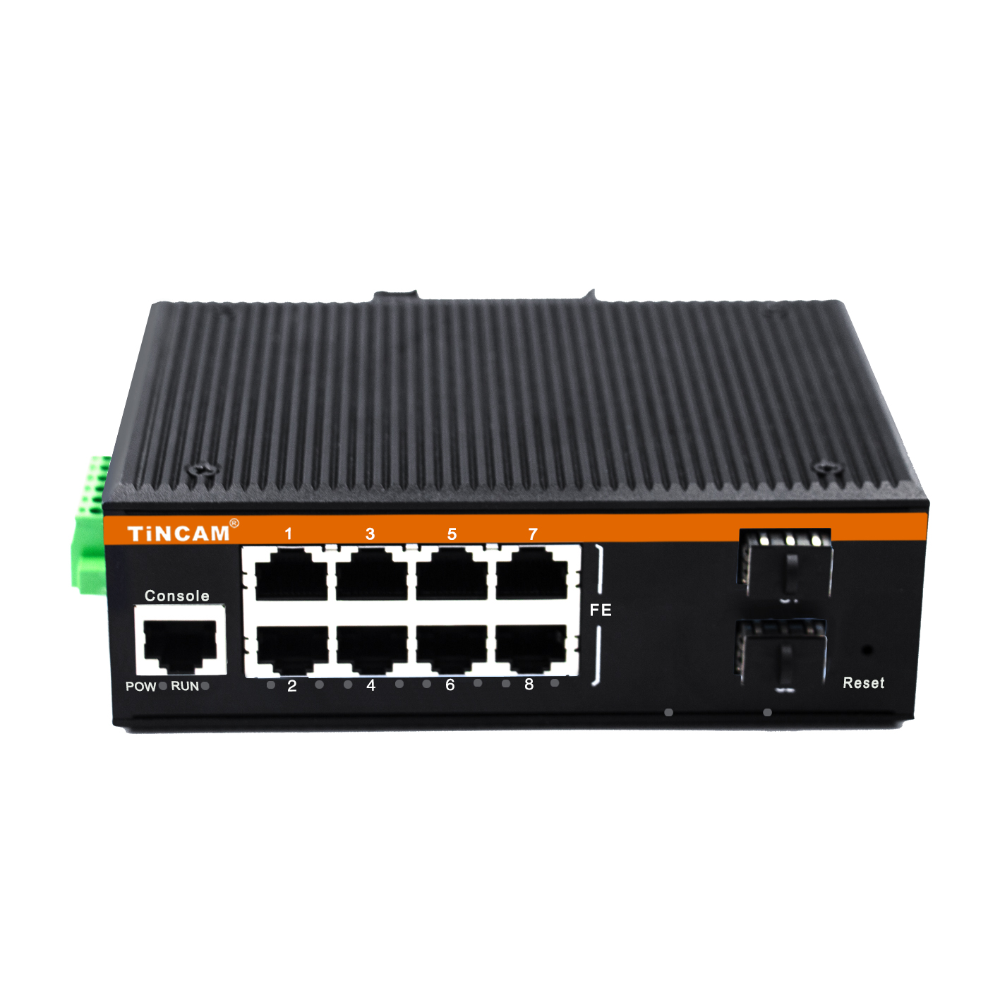 TiNCAM®
1 3 5 7
Console
FE
POW RUN
2 4 6 8
Reset